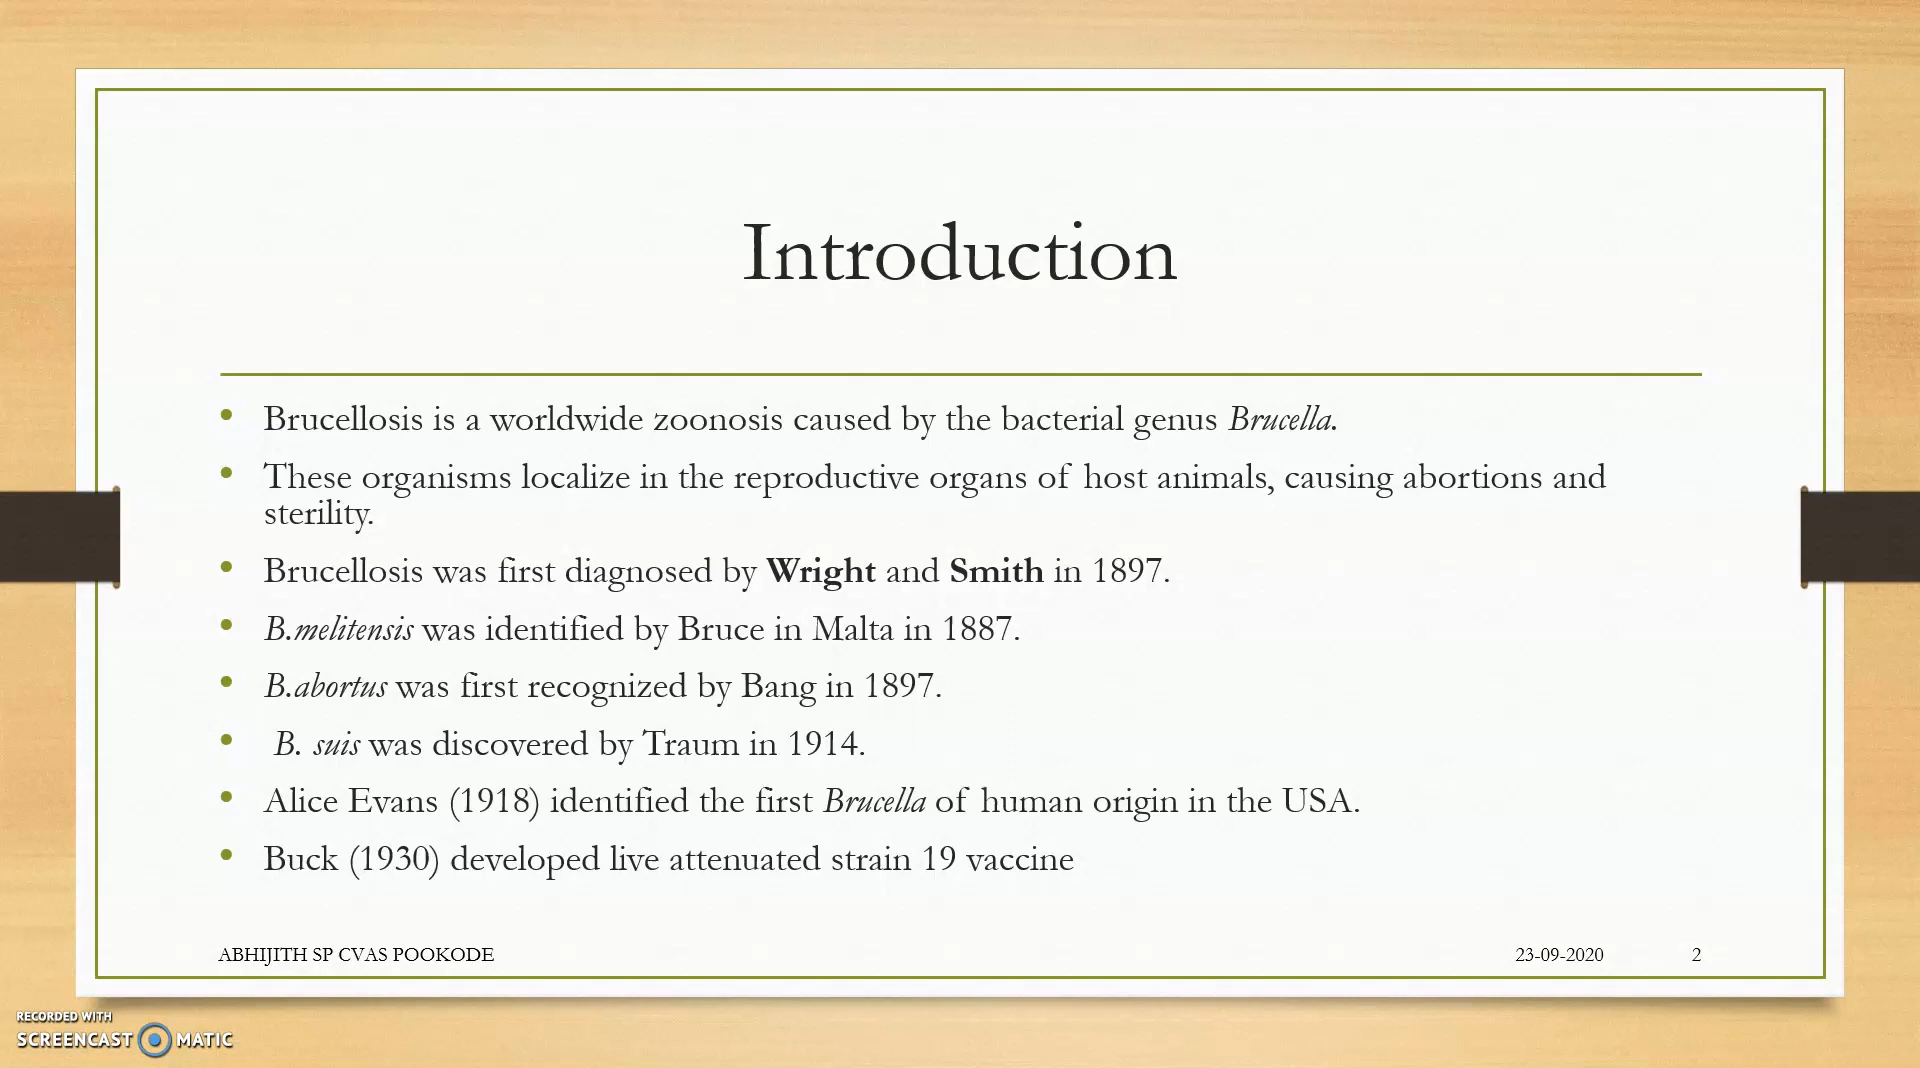 Introduction
• Brucellosis is a worldwide zoonosis caused by the bacterial genus Brucella.
• These organisms localize in the reproductive organs of host animals, causing abortions and
sterility.
• Brucellosis was first diagnosed by Wright and Smith in 1897.
• B.melitensis was identified by Bruce in Malta in 1887.
• B.abortus was first recognized by Bang in 1897.
• B. suis was discovered by Traum in 1914.
• Alice Evans (1918) identified the first Brucella of human origin in the USA.
• Buck (1930) developed live attenuated strain 19 vaccine
ABHIJITH SP CVAS POOKODE 23-09-2020 2
RECORDED WITH
SCREENCAST MATIC